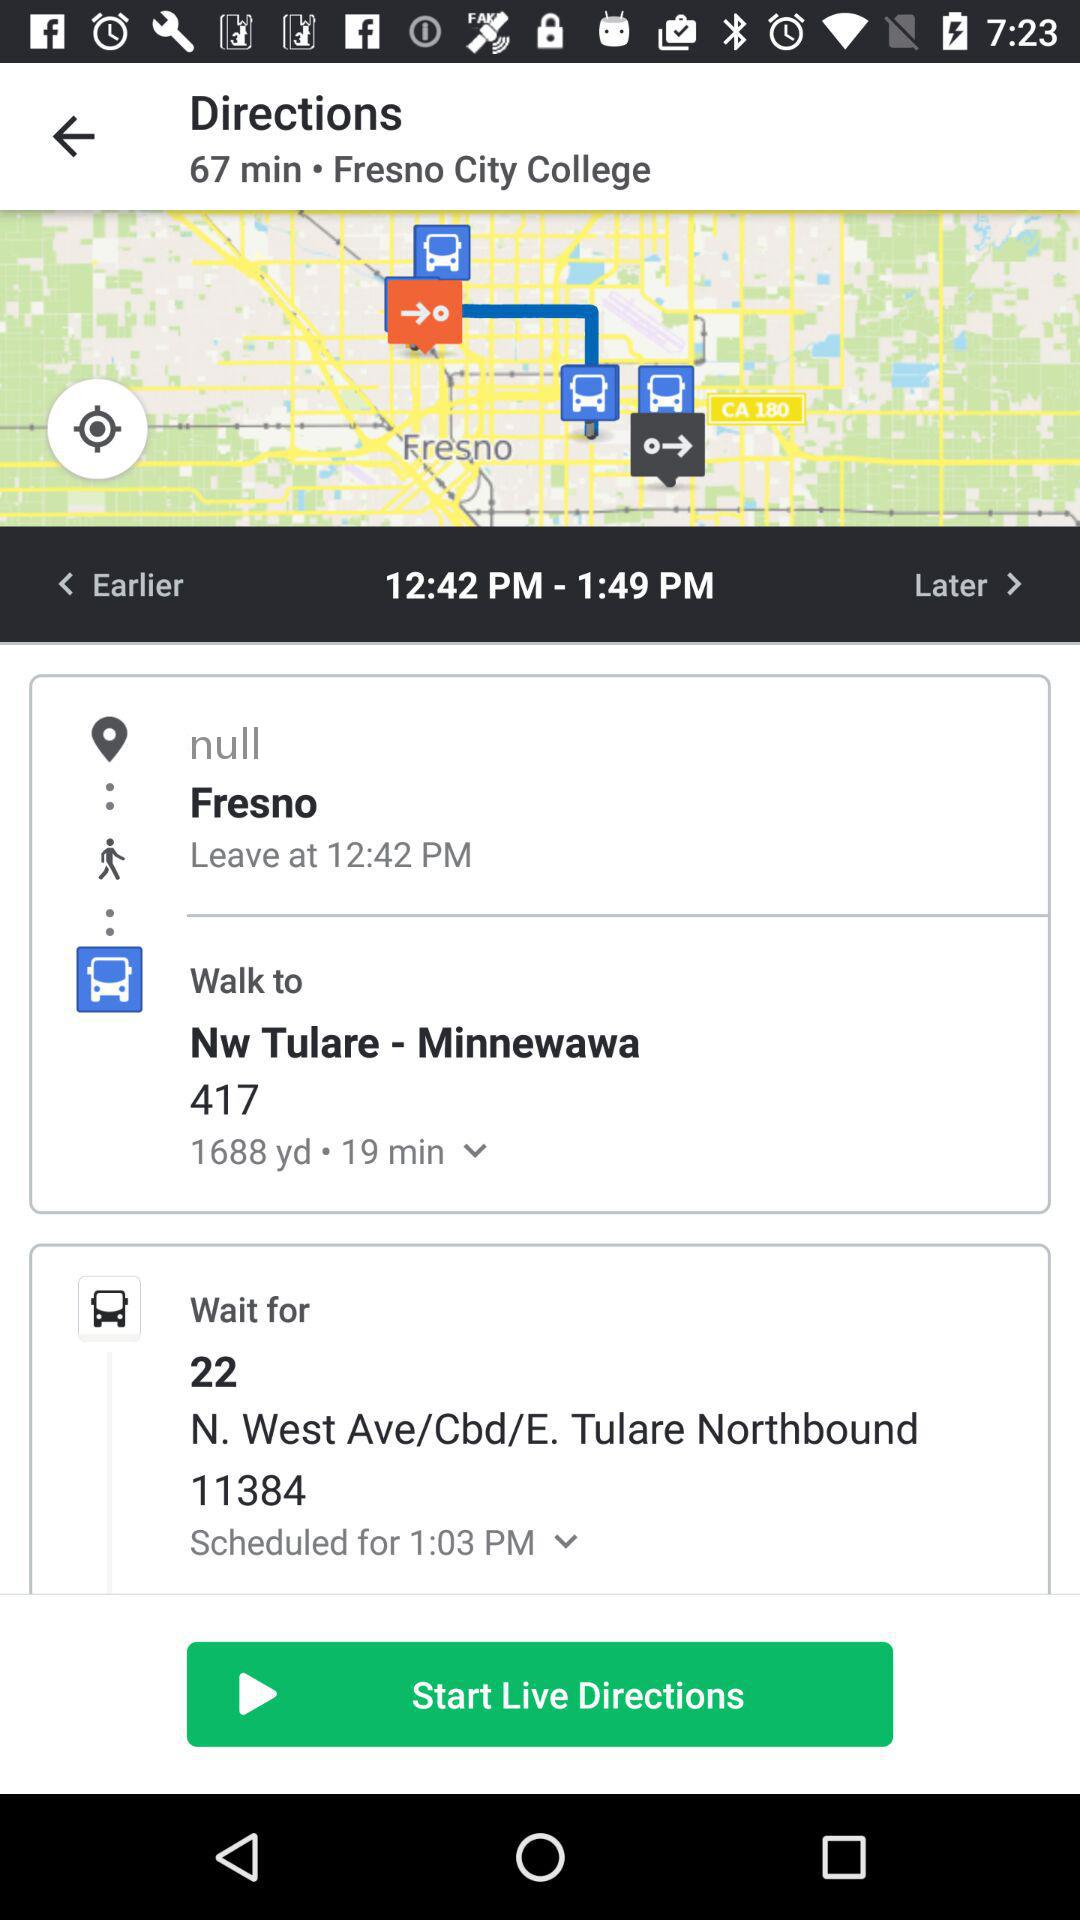 FAKE
7:23
Directions
67 min • Fresno City College
CA 180
Fresno
Earlier
12:42 PM - 1:49 PM
Later
null
Fresno
Leave at 12:42 PM
Walk to
Nw Tulare - Minnewawa
417
1688 yd • 19 min
Wait for
22
N. West Ave/Cbd/E. Tulare Northbound
11384
Scheduled for 1:03 PM
Start Live Directions